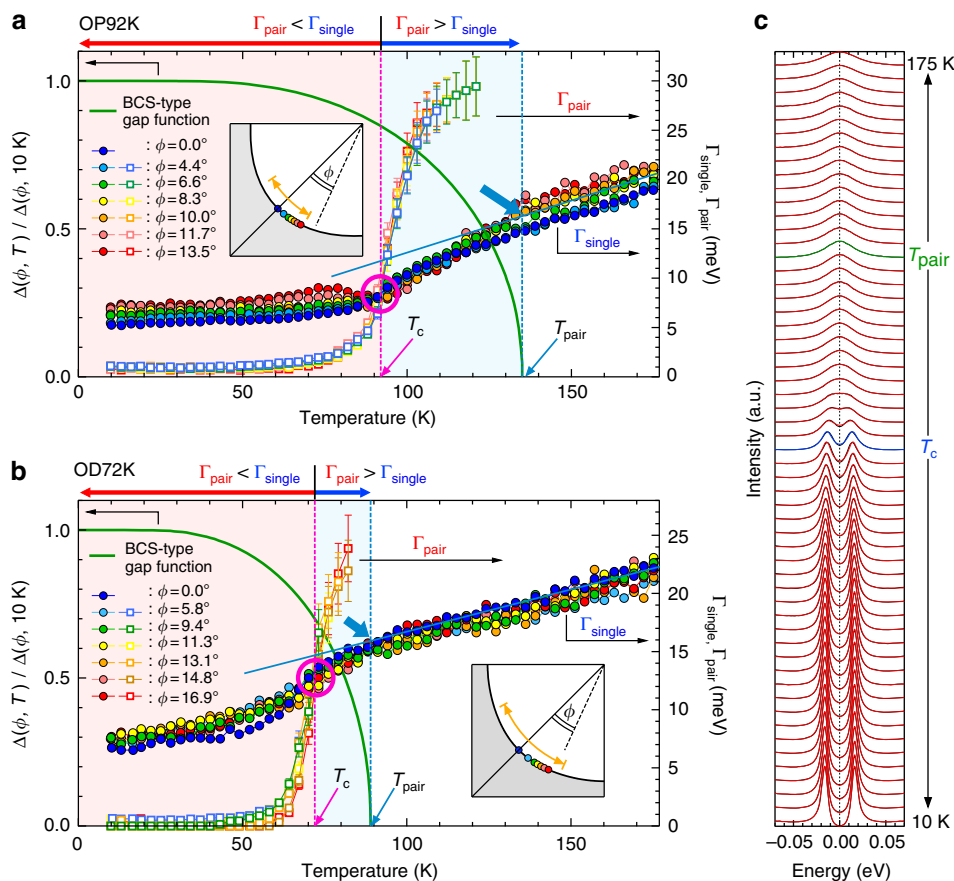 a
OP92K
Γpair < Γsingle
Γpair > Γsingle
1.0
0.5
0.0
Δ(ϕ, T) / Δ(ϕ, 10 K)
BCS-type
gap function
: ϕ = 0.0°
: ϕ = 4.4°
: ϕ = 6.6°
: ϕ = 8.3°
: ϕ = 10.0°
: ϕ = 11.7°
: ϕ = 13.5°
ϕ
Γpair
Γsingle
Tc
Tpair
30
25
20
15
10
5
0
Γsingle, Γpair (meV)
0
50
100
150
Temperature (K)
b
OD72K
Γpair < Γsingle
Γpair > Γsingle
1.0
0.5
0.0
Δ(ϕ, T) / Δ(ϕ, 10 K)
BCS-type
gap function
: ϕ = 0.0°
: ϕ = 5.8°
: ϕ = 9.4°
: ϕ = 11.3°
: ϕ = 13.1°
: ϕ = 14.8°
: ϕ = 16.9°
Γpair
Γsingle
ϕ
Tc
Tpair
25
20
15
10
5
0
Γsingle, Γpair (meV)
0
50
100
150
Temperature (K)
c
175 K
Tpair
Tc
10 K
Intensity (a.u.)
−0.05
0.00
0.05
Energy (eV)